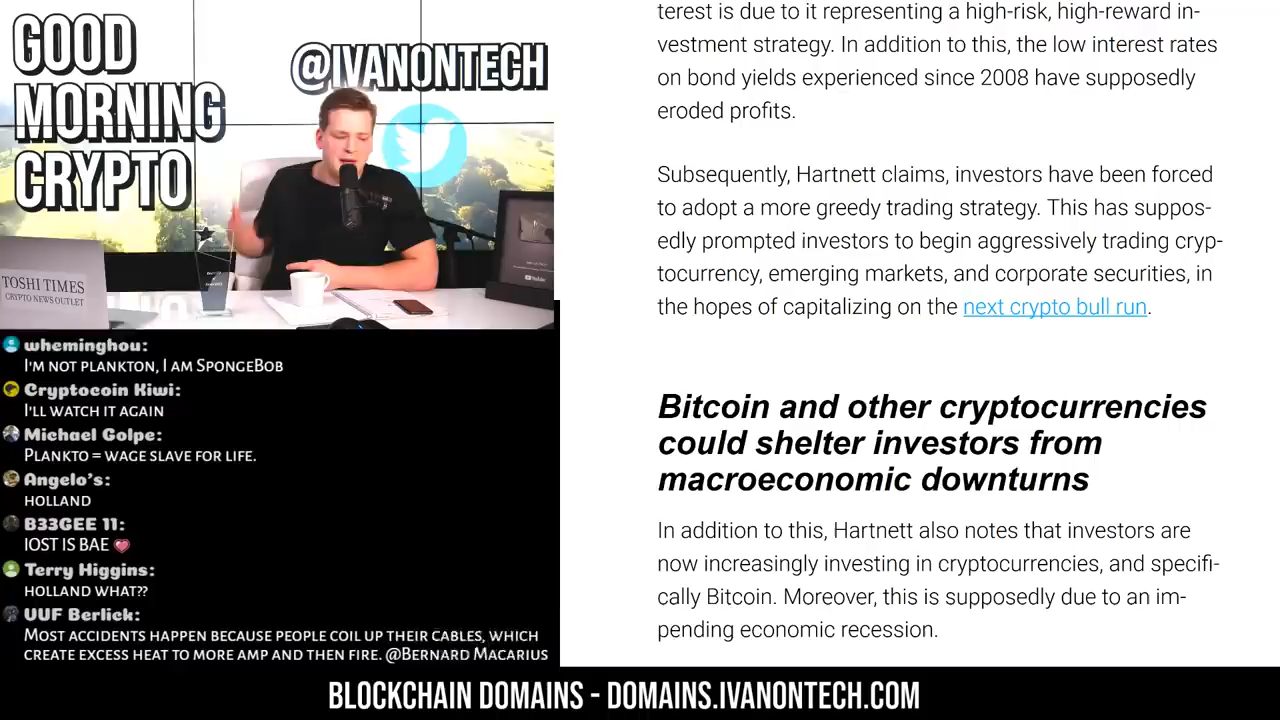 GOOD
MORNING
CRYPTO
@IVANONTECH
TOSHI TIMES
CRYPTO NEWS OUTLET
YouTube
wheminghou:
I'M NOT PLANKTON, I AM SPONGEBOB
Cryptocoin Kiwi:
I'LL WATCH IT AGAIN
Michael Golpe:
PLANKTO = WAGE SLAVE FOR LIFE.
Angelo's:
HOLLAND
B33GEE 11:
IOST IS BAE 💗
Terry Higgins:
HOLLAND WHAT??
VUF Berlick:
MOST ACCIDENTS HAPPEN BECAUSE PEOPLE COIL UP THEIR CABLES, WHICH
CREATE EXCESS HEAT TO MORE AMP AND THEN FIRE. @BERNARD MACARIUS
terest is due to it representing a high-risk, high-reward in-
vestment strategy. In addition to this, the low interest rates
on bond yields experienced since 2008 have supposedly
eroded profits.
Subsequently, Hartnett claims, investors have been forced
to adopt a more greedy trading strategy. This has suppos-
edly prompted investors to begin aggressively trading cryp-
tocurrency, emerging markets, and corporate securities, in
the hopes of capitalizing on the next crypto bull run.
Bitcoin and other cryptocurrencies
could shelter investors from
macroeconomic downturns
In addition to this, Hartnett also notes that investors are
now increasingly investing in cryptocurrencies, and specifi-
cally Bitcoin. Moreover, this is supposedly due to an im-
pending economic recession.
BLOCKCHAIN DOMAINS - DOMAINS.IVANONTECH.COM